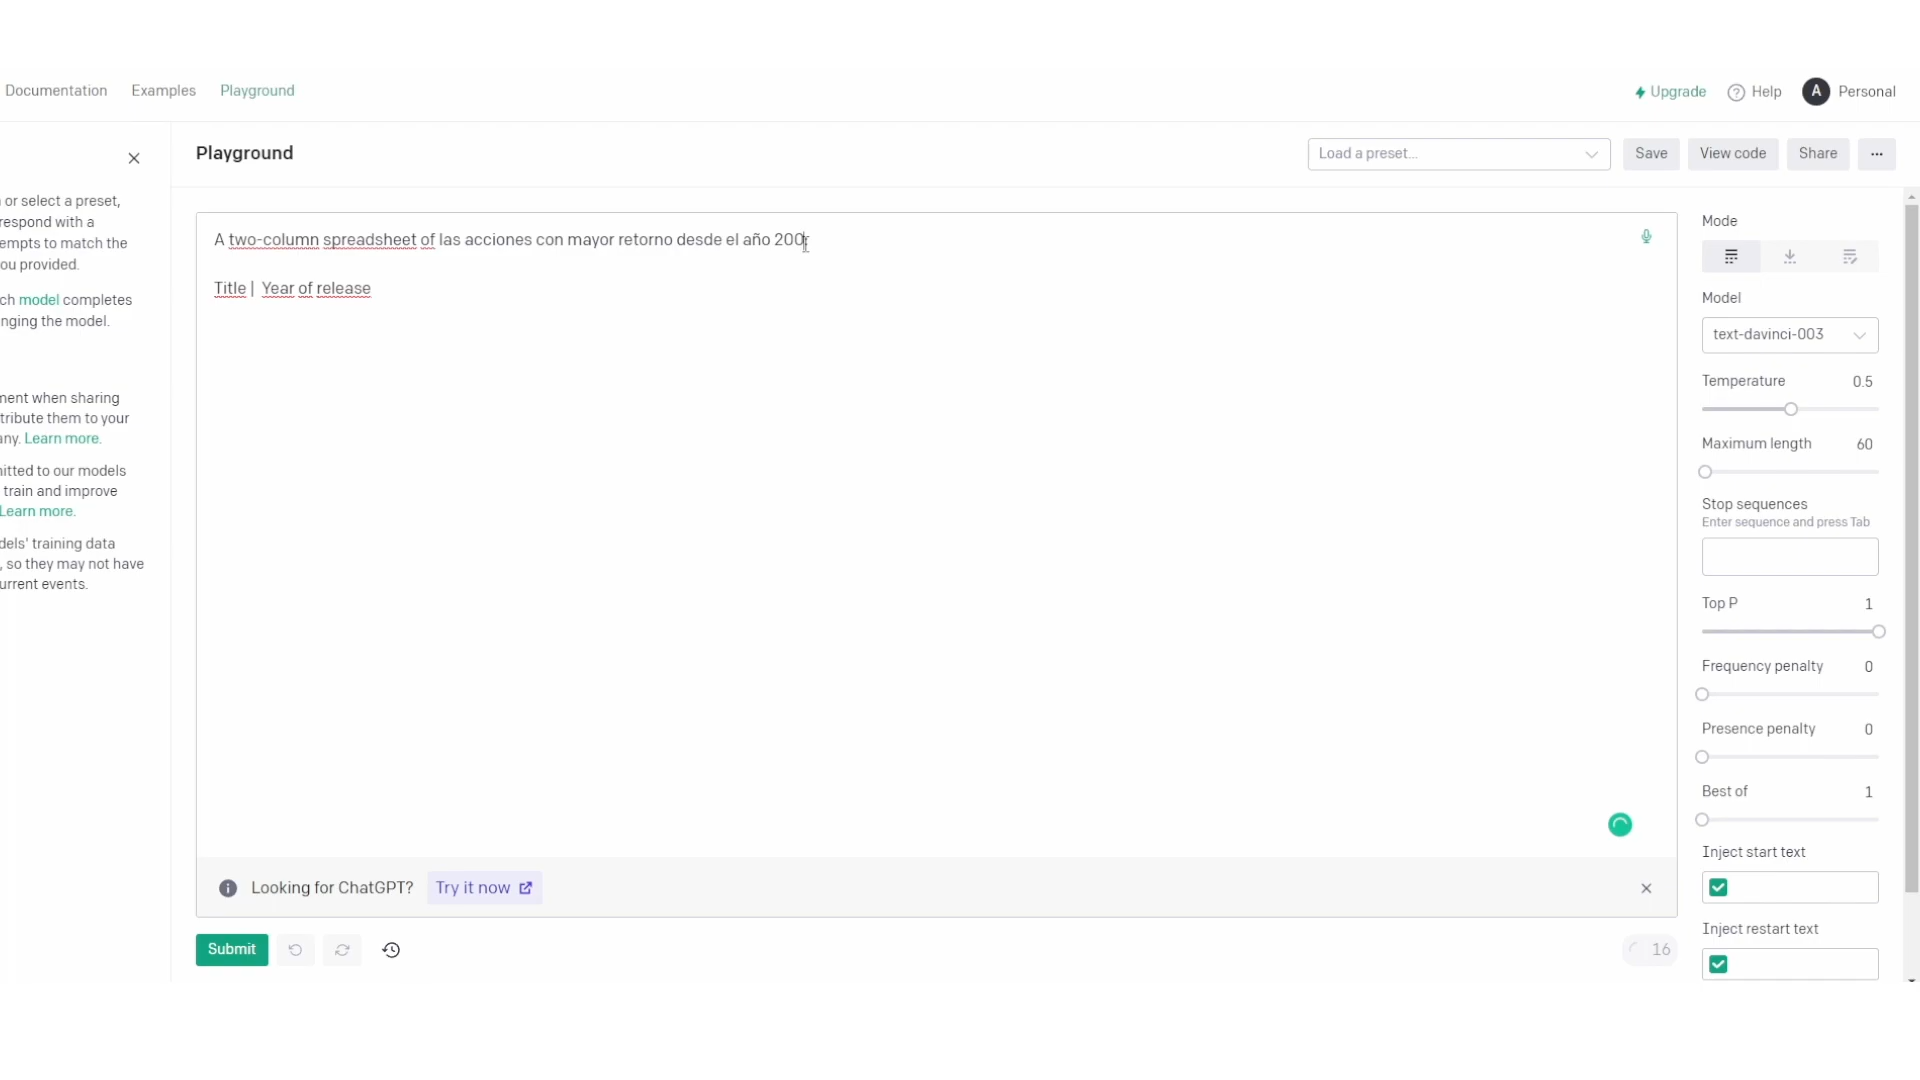 Documentation Examples Playground
Upgrade Help A Personal
Playground
Load a preset... Save View code Share ...
or select a preset,
respond with a
empts to match the
ou provided.
ch model completes
nging the model.
ment when sharing
tribute them to your
any. Learn more.
nitted to our models
train and improve
Learn more.
dels' training data
, so they may not have
urrent events.
A two-column spreadsheet of las acciones con mayor retorno desde el año 200
Title | Year of release
Looking for ChatGPT? Try it now
Submit
16
Mode
Model
text-davinci-003
Temperature 0.5
Maximum length 60
Stop sequences
Enter sequence and press Tab
Top P 1
Frequency penalty 0
Presence penalty 0
Best of 1
Inject start text
Inject restart text